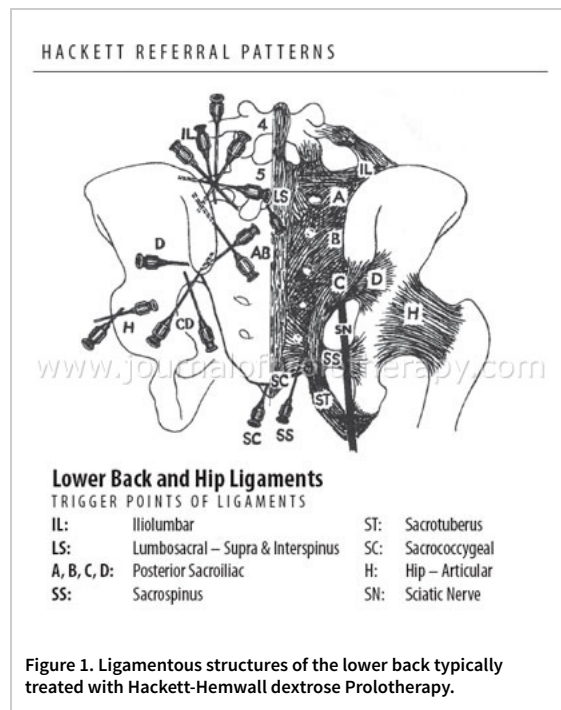 HACKETT REFERRAL PATTERNS
4
IL
IL
5
LS
A
B
D
AB
C
D
H
CD
SN
H
www.journalofprolotherapy.com
SS
SC
ST
SC
SS
Lower Back and Hip Ligaments
TRIGGER POINTS OF LIGAMENTS
IL: Iliolumbar
LS: Lumbosacral – Supra & Interspinus
A, B, C, D: Posterior Sacroiliac
SS: Sacrospinus
ST: Sacrotuberus
SC: Sacrococcygeal
H: Hip – Articular
SN: Sciatic Nerve
Figure 1. Ligamentous structures of the lower back typically
treated with Hackett-Hemwall dextrose Prolotherapy.